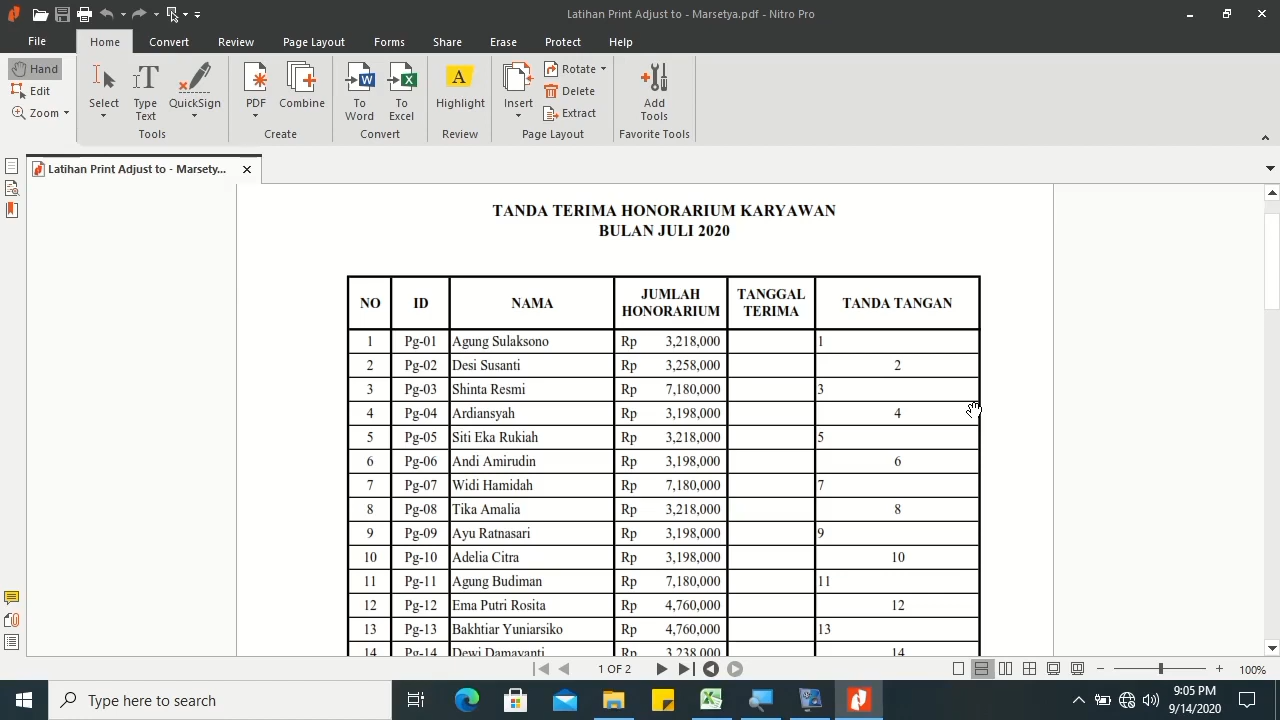 Latihan Print Adjust to - Marsetya.pdf - Nitro Pro
File Home Convert Review Page Layout Forms Share Erase Protect Help
Hand
Edit
Zoom
Select
Type Text
QuickSign
Tools
PDF
Combine
Create
To Word
To Excel
Convert
Highlight
Review
Insert
Rotate
Delete
Extract
Page Layout
Add Tools
Favorite Tools
Latihan Print Adjust to - Marsety...
TANDA TERIMA HONORARIUM KARYAWAN
BULAN JULI 2020
NO ID NAMA JUMLAH HONORARIUM TANGGAL TERIMA TANDA TANGAN
1 Pg-01 Agung Sulaksono Rp 3,218,000 1
2 Pg-02 Desi Susanti Rp 3,258,000 2
3 Pg-03 Shinta Resmi Rp 7,180,000 3
4 Pg-04 Ardiansyah Rp 3,198,000 4
5 Pg-05 Siti Eka Rukiah Rp 3,218,000 5
6 Pg-06 Andi Amirudin Rp 3,198,000 6
7 Pg-07 Widi Hamidah Rp 7,180,000 7
8 Pg-08 Tika Amalia Rp 3,218,000 8
9 Pg-09 Ayu Ratnasari Rp 3,198,000 9
10 Pg-10 Adelia Citra Rp 3,198,000 10
11 Pg-11 Agung Budiman Rp 7,180,000 11
12 Pg-12 Ema Putri Rosita Rp 4,760,000 12
13 Pg-13 Bakhtiar Yuniarsiko Rp 4,760,000 13
14 Pg-14 Dewi Damayanti Rp 3,238,000 14
1 OF 2
100%
Type here to search
9:05 PM
9/14/2020